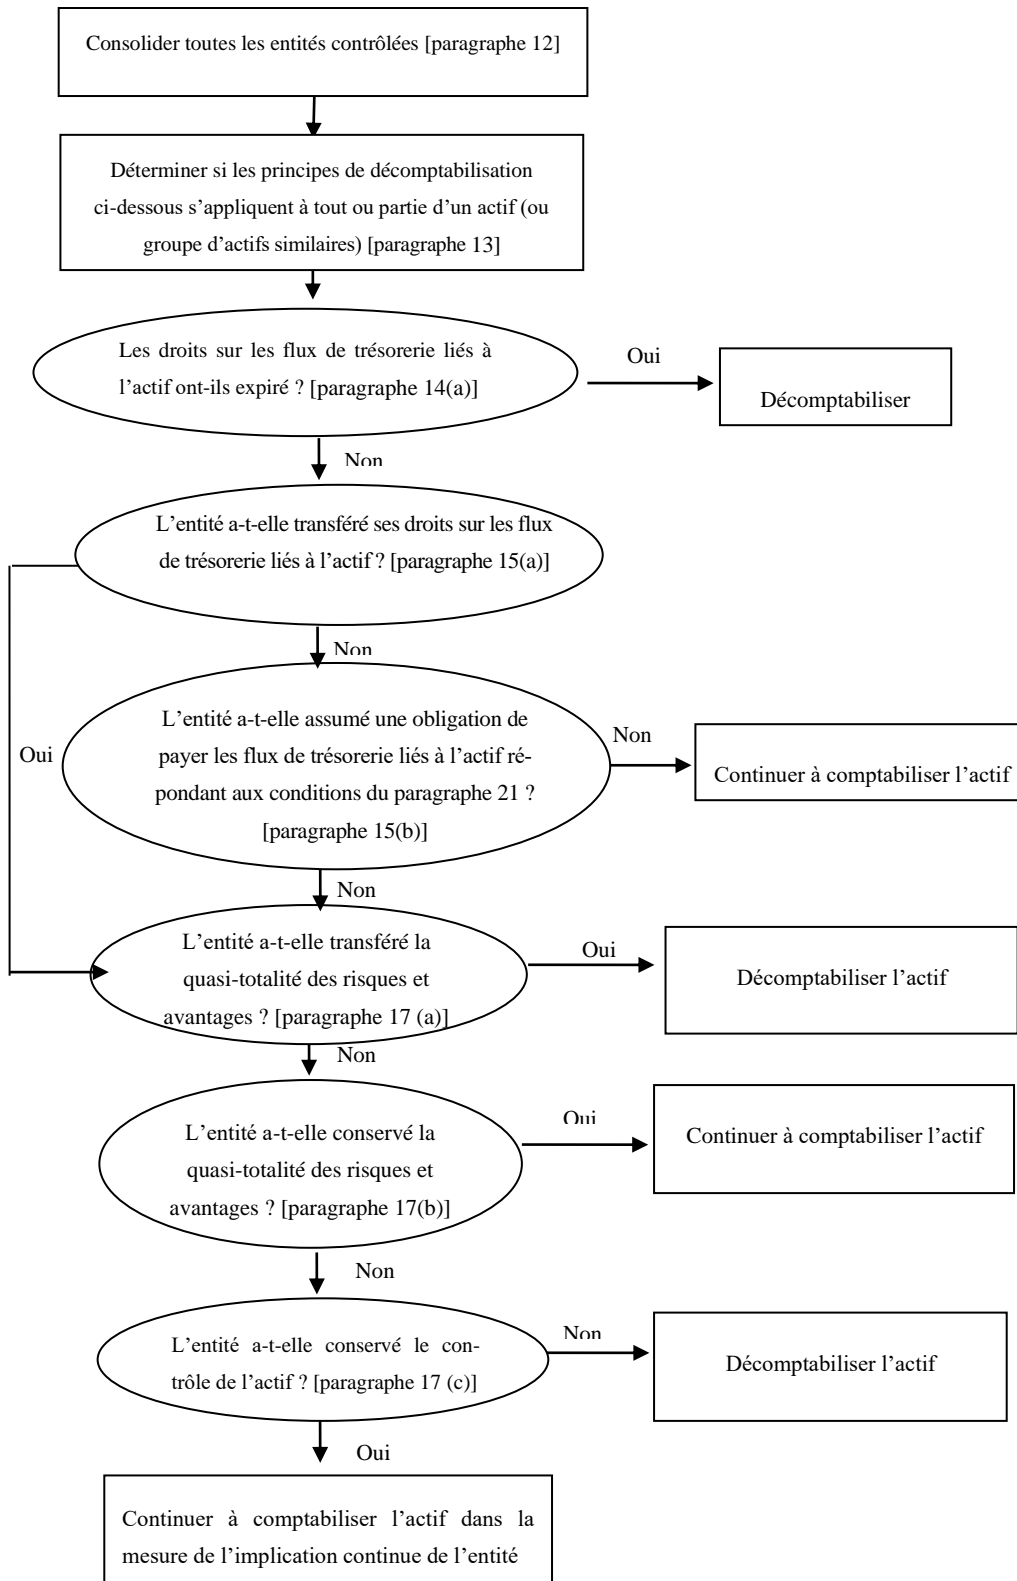 Consolider toutes les entités contrôlées [paragraphe 12]
Déterminer si les principes de décomptabilisation
ci-dessous s’appliquent à tout ou partie d’un actif (ou
groupe d’actifs similaires) [paragraphe 13]
Les droits sur les flux de trésorerie liés à
l’actif ont-ils expiré ? [paragraphe 14(a)]
Oui
Décomptabiliser
Non
L’entité a-t-elle transféré ses droits sur les flux
de trésorerie liés à l’actif ? [paragraphe 15(a)]
Non
Oui
L’entité a-t-elle assumé une obligation de
payer les flux de trésorerie liés à l’actif ré-
pondant aux conditions du paragraphe 21 ?
[paragraphe 15(b)]
Non
Continuer à comptabiliser l’actif
Non
L’entité a-t-elle transféré la
quasi-totalité des risques et
avantages ? [paragraphe 17 (a)]
Oui
Décomptabiliser l’actif
Non
L’entité a-t-elle conservé la
quasi-totalité des risques et
avantages ? [paragraphe 17(b)]
Oui
Continuer à comptabiliser l’actif
Non
L’entité a-t-elle conservé le con-
trôle de l’actif ? [paragraphe 17 (c)]
Non
Décomptabiliser l’actif
Oui
Continuer à comptabiliser l’actif dans la
mesure de l’implication continue de l’entité